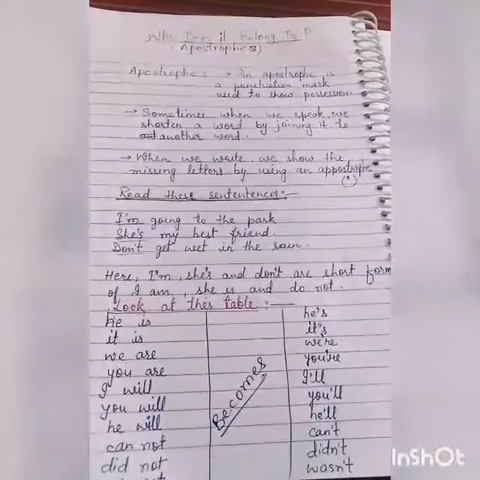 Who Does it Belong To ?
(Apostrophes)
Apostrophes → An apostrophe is
a punctuation mark
used to show possession
→ Sometimes when we speak we
shorten a word by joining it to
another word.
→ When we write we show the
missing letters by using an appostrophe
(')
Read these sentences:-
I'm going to the park
She's my best friend.
Don't get wet in the rain.
Here, I'm, she's and don't are short form
of I am, she is and do not.
Look at this table :-
he is he's
it is it's
we are we're
you are you're
I will Becomes I'll
you will you'll
he will he'll
can not can't
did not didn't
wasn't
InShOt